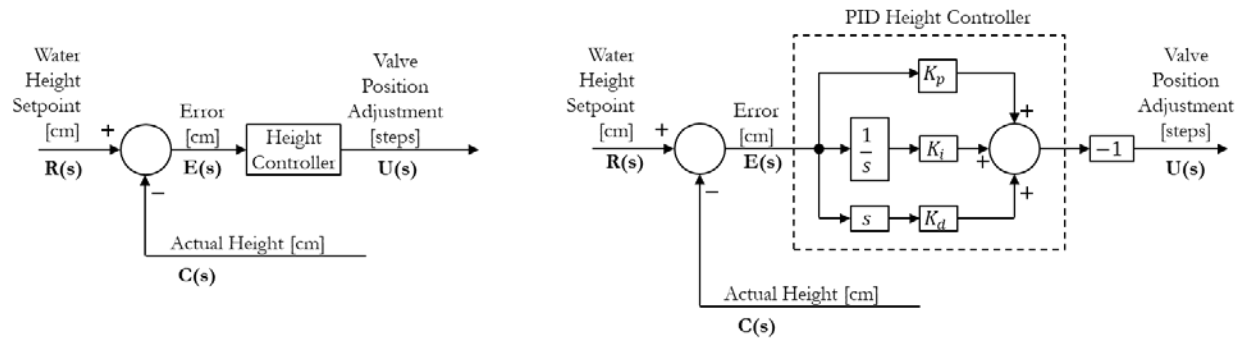 Water
Height
Setpoint
[cm]
R(s)
+
−
Error
[cm]
E(s)
Height
Controller
Valve
Position
Adjustment
[steps]
U(s)
Actual Height [cm]
C(s)
PID Height Controller
Water
Height
Setpoint
[cm]
R(s)
+
−
Error
[cm]
E(s)
K_p
1
s
K_i
s
K_d
+
+
+
−1
Valve
Position
Adjustment
[steps]
U(s)
Actual Height [cm]
C(s)